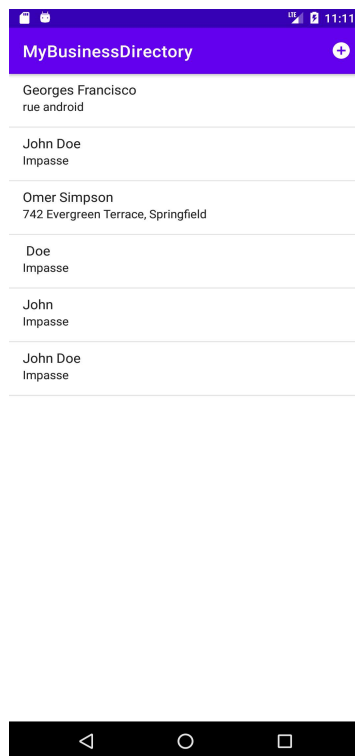 LTE 11:11
MyBusinessDirectory
Georges Francisco
rue android
John Doe
Impasse
Omer Simpson
742 Evergreen Terrace, Springfield
Doe
Impasse
John
Impasse
John Doe
Impasse